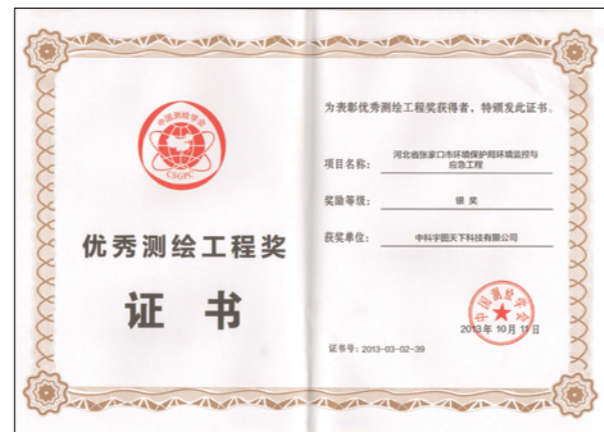 中国测绘学会
CSGPC
优秀测绘工程奖
证书
为表彰优秀测绘工程奖获得者，特颁发此证书。
项目名称：
河北省张家口市环境保护局环境监控与
应急工程
奖励等级：
银奖
获奖单位：
中科宇图天下科技有限公司
中国测绘学会
2013年 10月 11日
证书号：2013-03-02-39